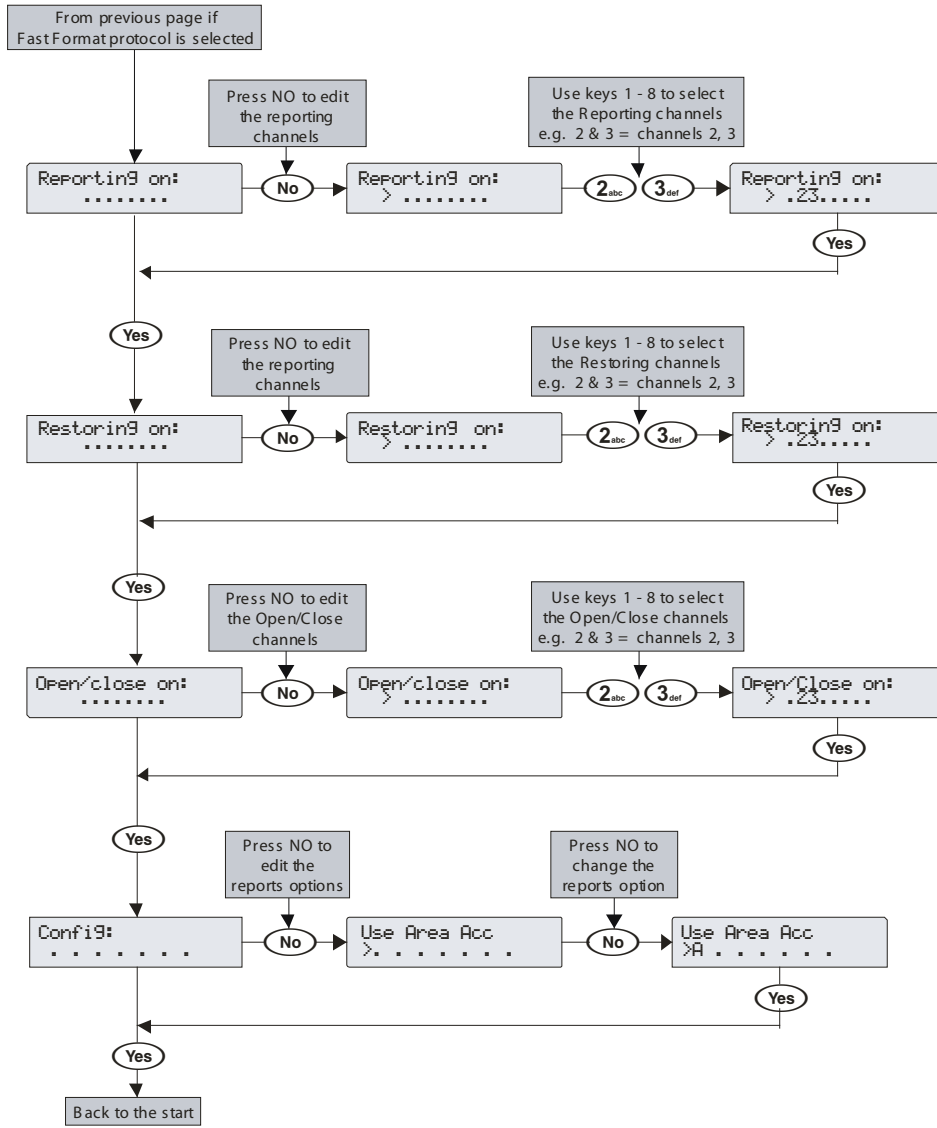 From previous page if
Fast Format protocol is selected
Press NO to edit
the reporting
channels
Use keys 1 - 8 to select
the Reporting channels
e.g. 2 & 3 = channels 2, 3
Reporting on:
........
No
Reporting on:
> ........
2abc 3def
Reporting on:
> .23.....
Yes
Yes
Press NO to edit
the reporting
channels
Use keys 1 - 8 to select
the Restoring channels
e.g. 2 & 3 = channels 2, 3
Restoring on:
........
No
Restoring on:
> ........
2abc 3def
Restoring on:
> .23.....
Yes
Yes
Press NO to edit
the Open/Close
channels
Use keys 1 - 8 to select
the Open/Close channels
e.g. 2 & 3 = channels 2, 3
Open/close on:
........
No
Open/close on:
> ........
2abc 3def
Open/Close on:
> .23.....
Yes
Yes
Press NO to
edit the
reports options
Press NO to
change the
reports option
Config:
. . . . . . .
No
Use Area Acc
>. . . . . . .
No
Use Area Acc
>A . . . . . .
Yes
Yes
Back to the start